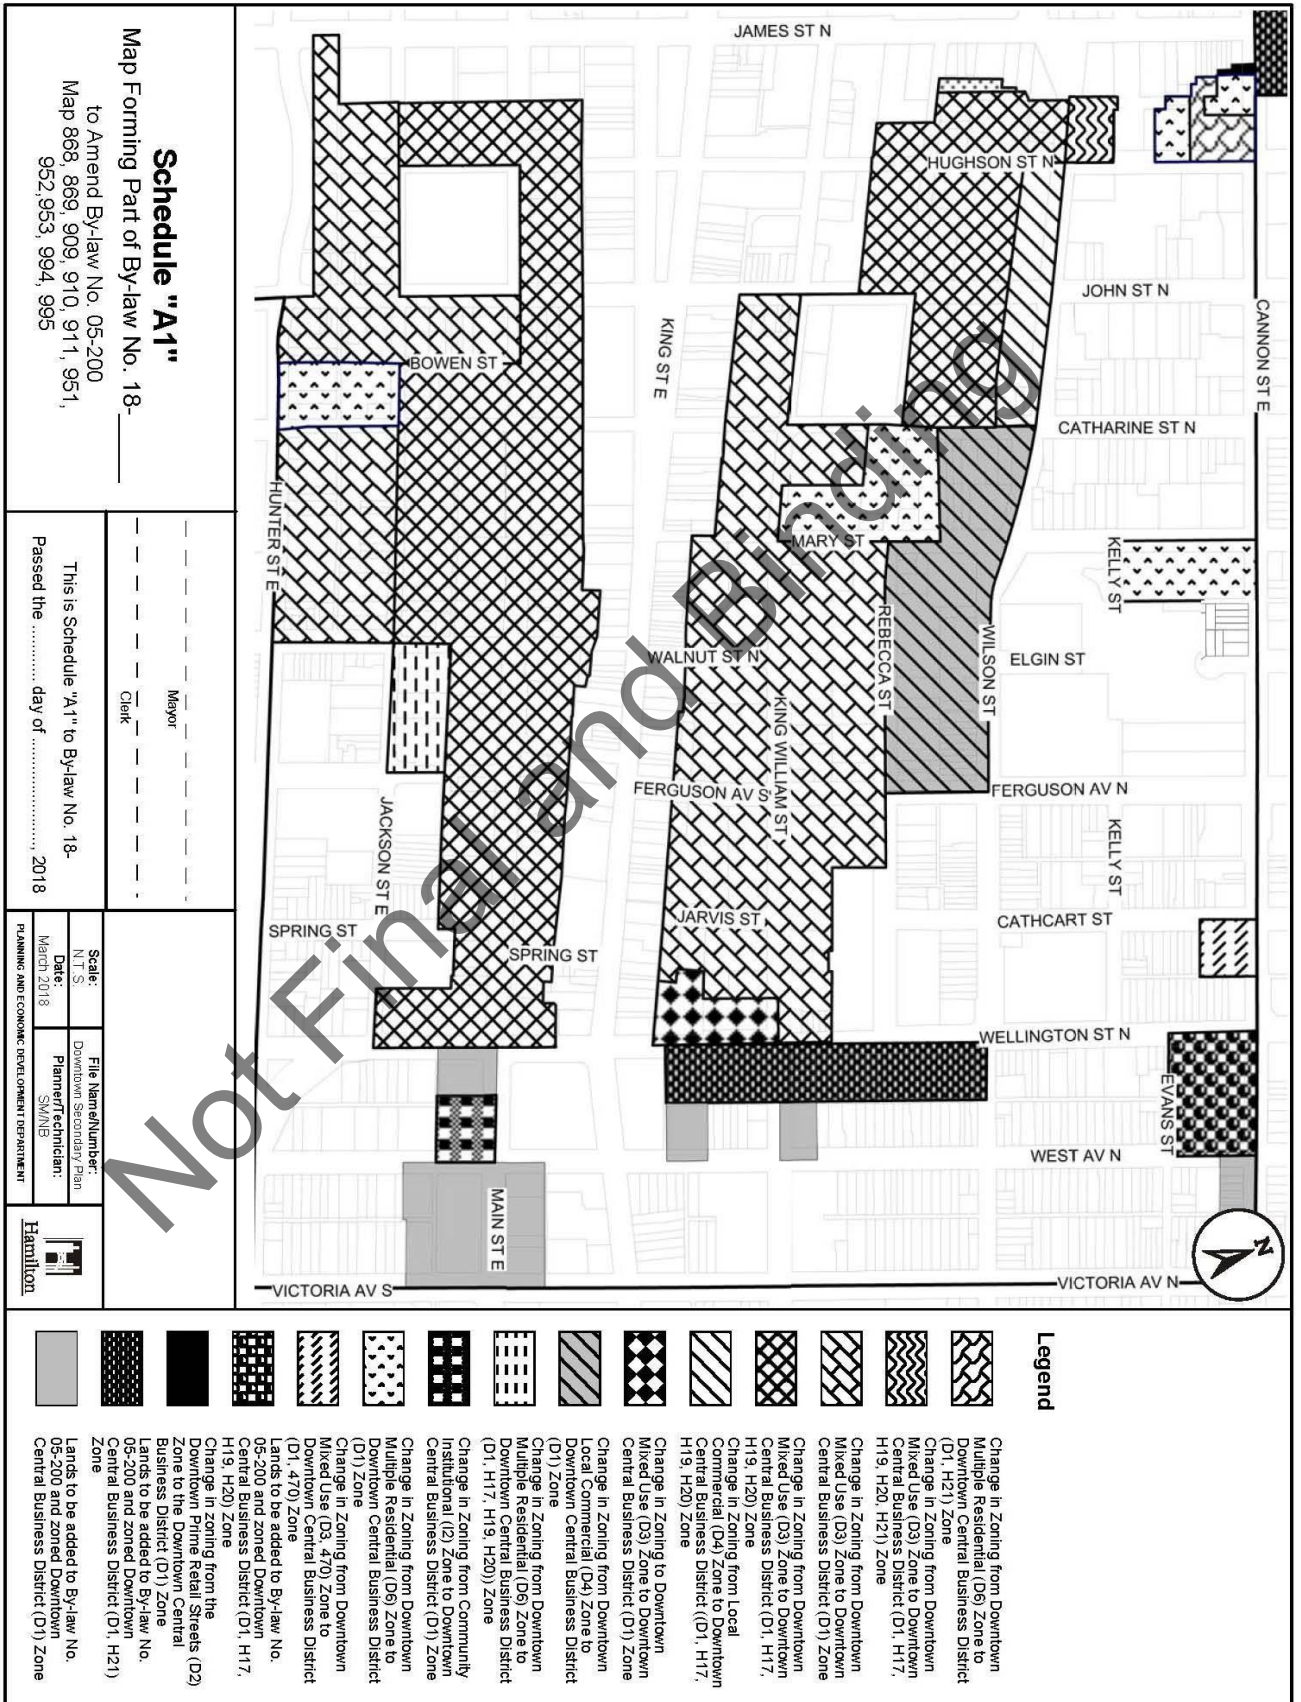 Schedule "A1"
Map Forming Part of By-law No. 18-________
to Amend By-law No. 05-200
Map 868, 869, 909, 910, 911, 951,
952,953, 994, 995
Mayor
Clerk
This is Schedule "A1" to By-law No. 18-
Passed the ............ day of ....................., 2018
Scale:
N.T.S.
File Name/Number:
Downtown Secondary Plan
Date:
March 2018
Planner/Technician:
SM/NB
PLANNING AND ECONOMIC DEVELOPMENT DEPARTMENT
Hamilton
JAMES ST N
HUGHSON ST N
JOHN ST N
CANNON ST E
KING ST E
BOWEN ST
CATHARINE ST N
HUNTER ST E
MARY ST
KELLY ST
WALNUT ST N
REBECCA ST
WILSON ST
ELGIN ST
KING WILLIAM ST
FERGUSON AV S
FERGUSON AV N
JACKSON ST E
KELLY ST
JARVIS ST
CATHCART ST
SPRING ST
SPRING ST
WELLINGTON ST N
EVANS ST
WEST AV N
MAIN ST E
N
VICTORIA AV S
VICTORIA AV N
Not Final and Binding
Legend
Change in Zoning from Downtown
Multiple Residential (D6) Zone to
Downtown Central Business District
(D1, H21) Zone
Change in Zoning from Downtown
Mixed Use (D3) Zone to Downtown
Central Business District (D1, H17,
H19, H20, H21) Zone
Change in Zoning from Downtown
Mixed Use (D3) Zone to Downtown
Central Business District (D1) Zone
Change in Zoning from Downtown
Mixed Use (D3) Zone to Downtown
Central Business District (D1, H17,
H19, H20) Zone
Change in Zoning from Local
Commercial (D4) Zone to Downtown
Central Business District ((D1, H17,
H19, H20) Zone
Change in Zoning to Downtown
Mixed Use (D3) Zone to Downtown
Central Business District (D1) Zone
Change in Zoning from Downtown
Local Commercial (D4) Zone to
Downtown Central Business District
(D1) Zone
Change in Zoning from Downtown
Multiple Residential (D6) Zone to
Downtown Central Business District
(D1, H17, H19, H20)) Zone
Change in Zoning from Community
Institutional (I2) Zone to Downtown
Central Business District (D1) Zone
Change in Zoning from Downtown
Multiple Residential (D6) Zone to
Downtown Central Business District
(D1) Zone
Change in Zoning from Downtown
Mixed Use (D3, 470) Zone to
Downtown Central Business District
(D1, 470) Zone
Lands to be added to By-law No.
05-200 and zoned Downtown
Central Business District (D1, H17,
H19, H20) Zone
Change in zoning from the
Downtown Prime Retail Streets (D2)
Zone to the Downtown Central
Business District (D1) Zone
Lands to be added to By-law No.
05-200 and zoned Downtown
Central Business District (D1, H21)
Zone
Lands to be added to By-law No.
05-200 and zoned Downtown
Central Business District (D1) Zone